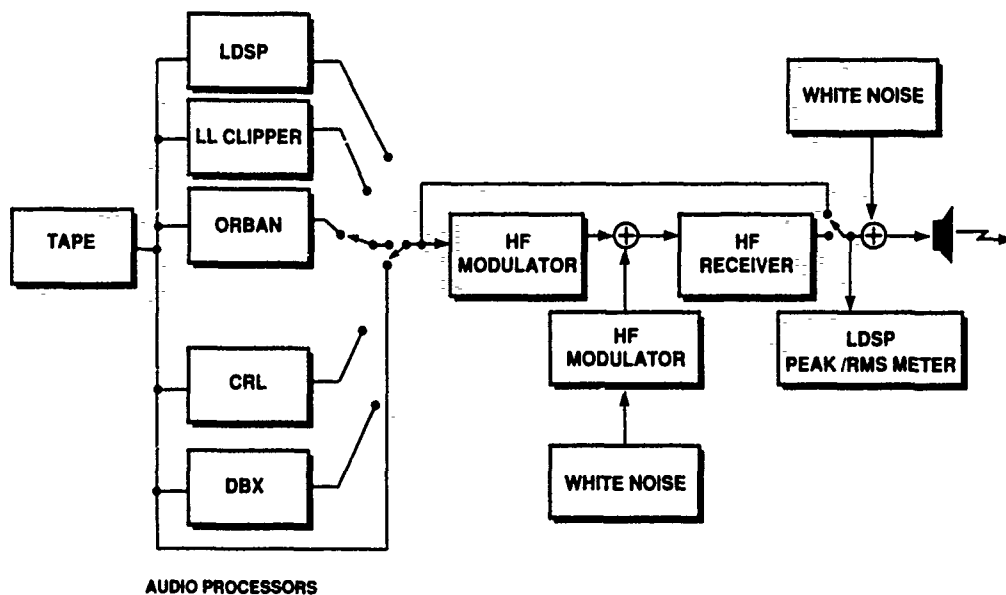 LDSP
WHITE NOISE
LL CLIPPER
ORBAN
TAPE
HF
MODULATOR
HF
RECEIVER
HF
MODULATOR
LDSP
PEAK /RMS METER
CRL
DBX
WHITE NOISE
AUDIO PROCESSORS